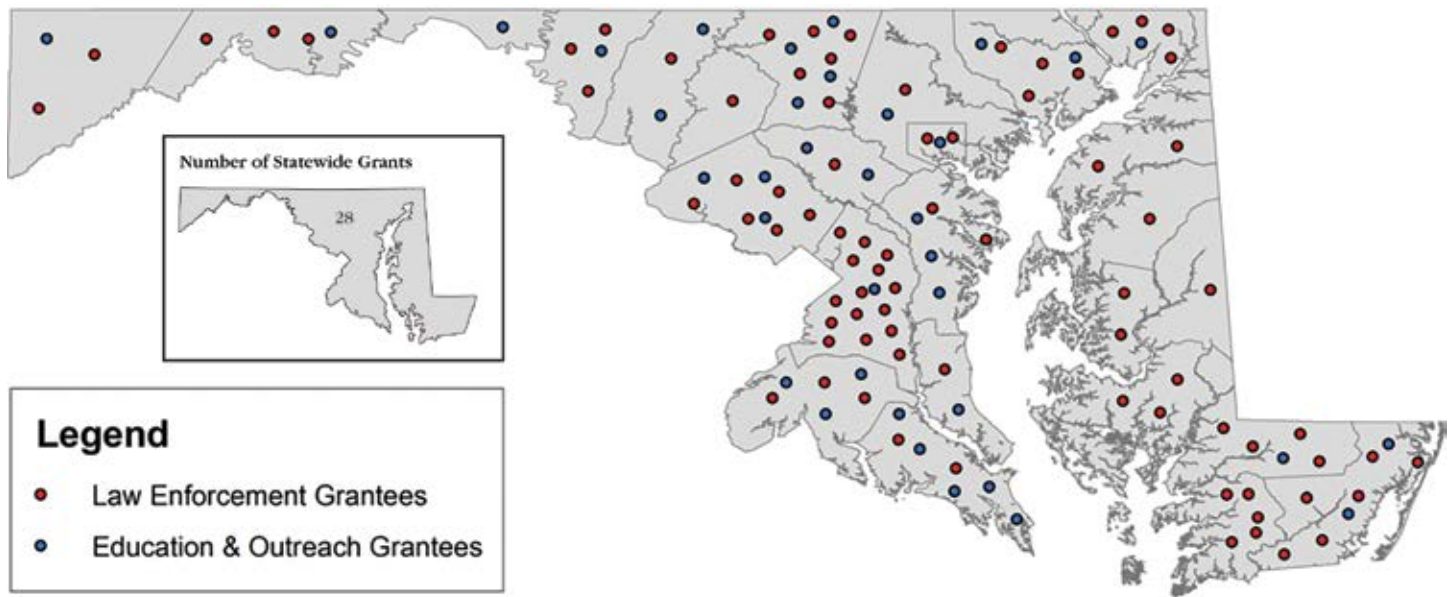 Number of Statewide Grants
28
Legend
Law Enforcement Grantees
Education & Outreach Grantees